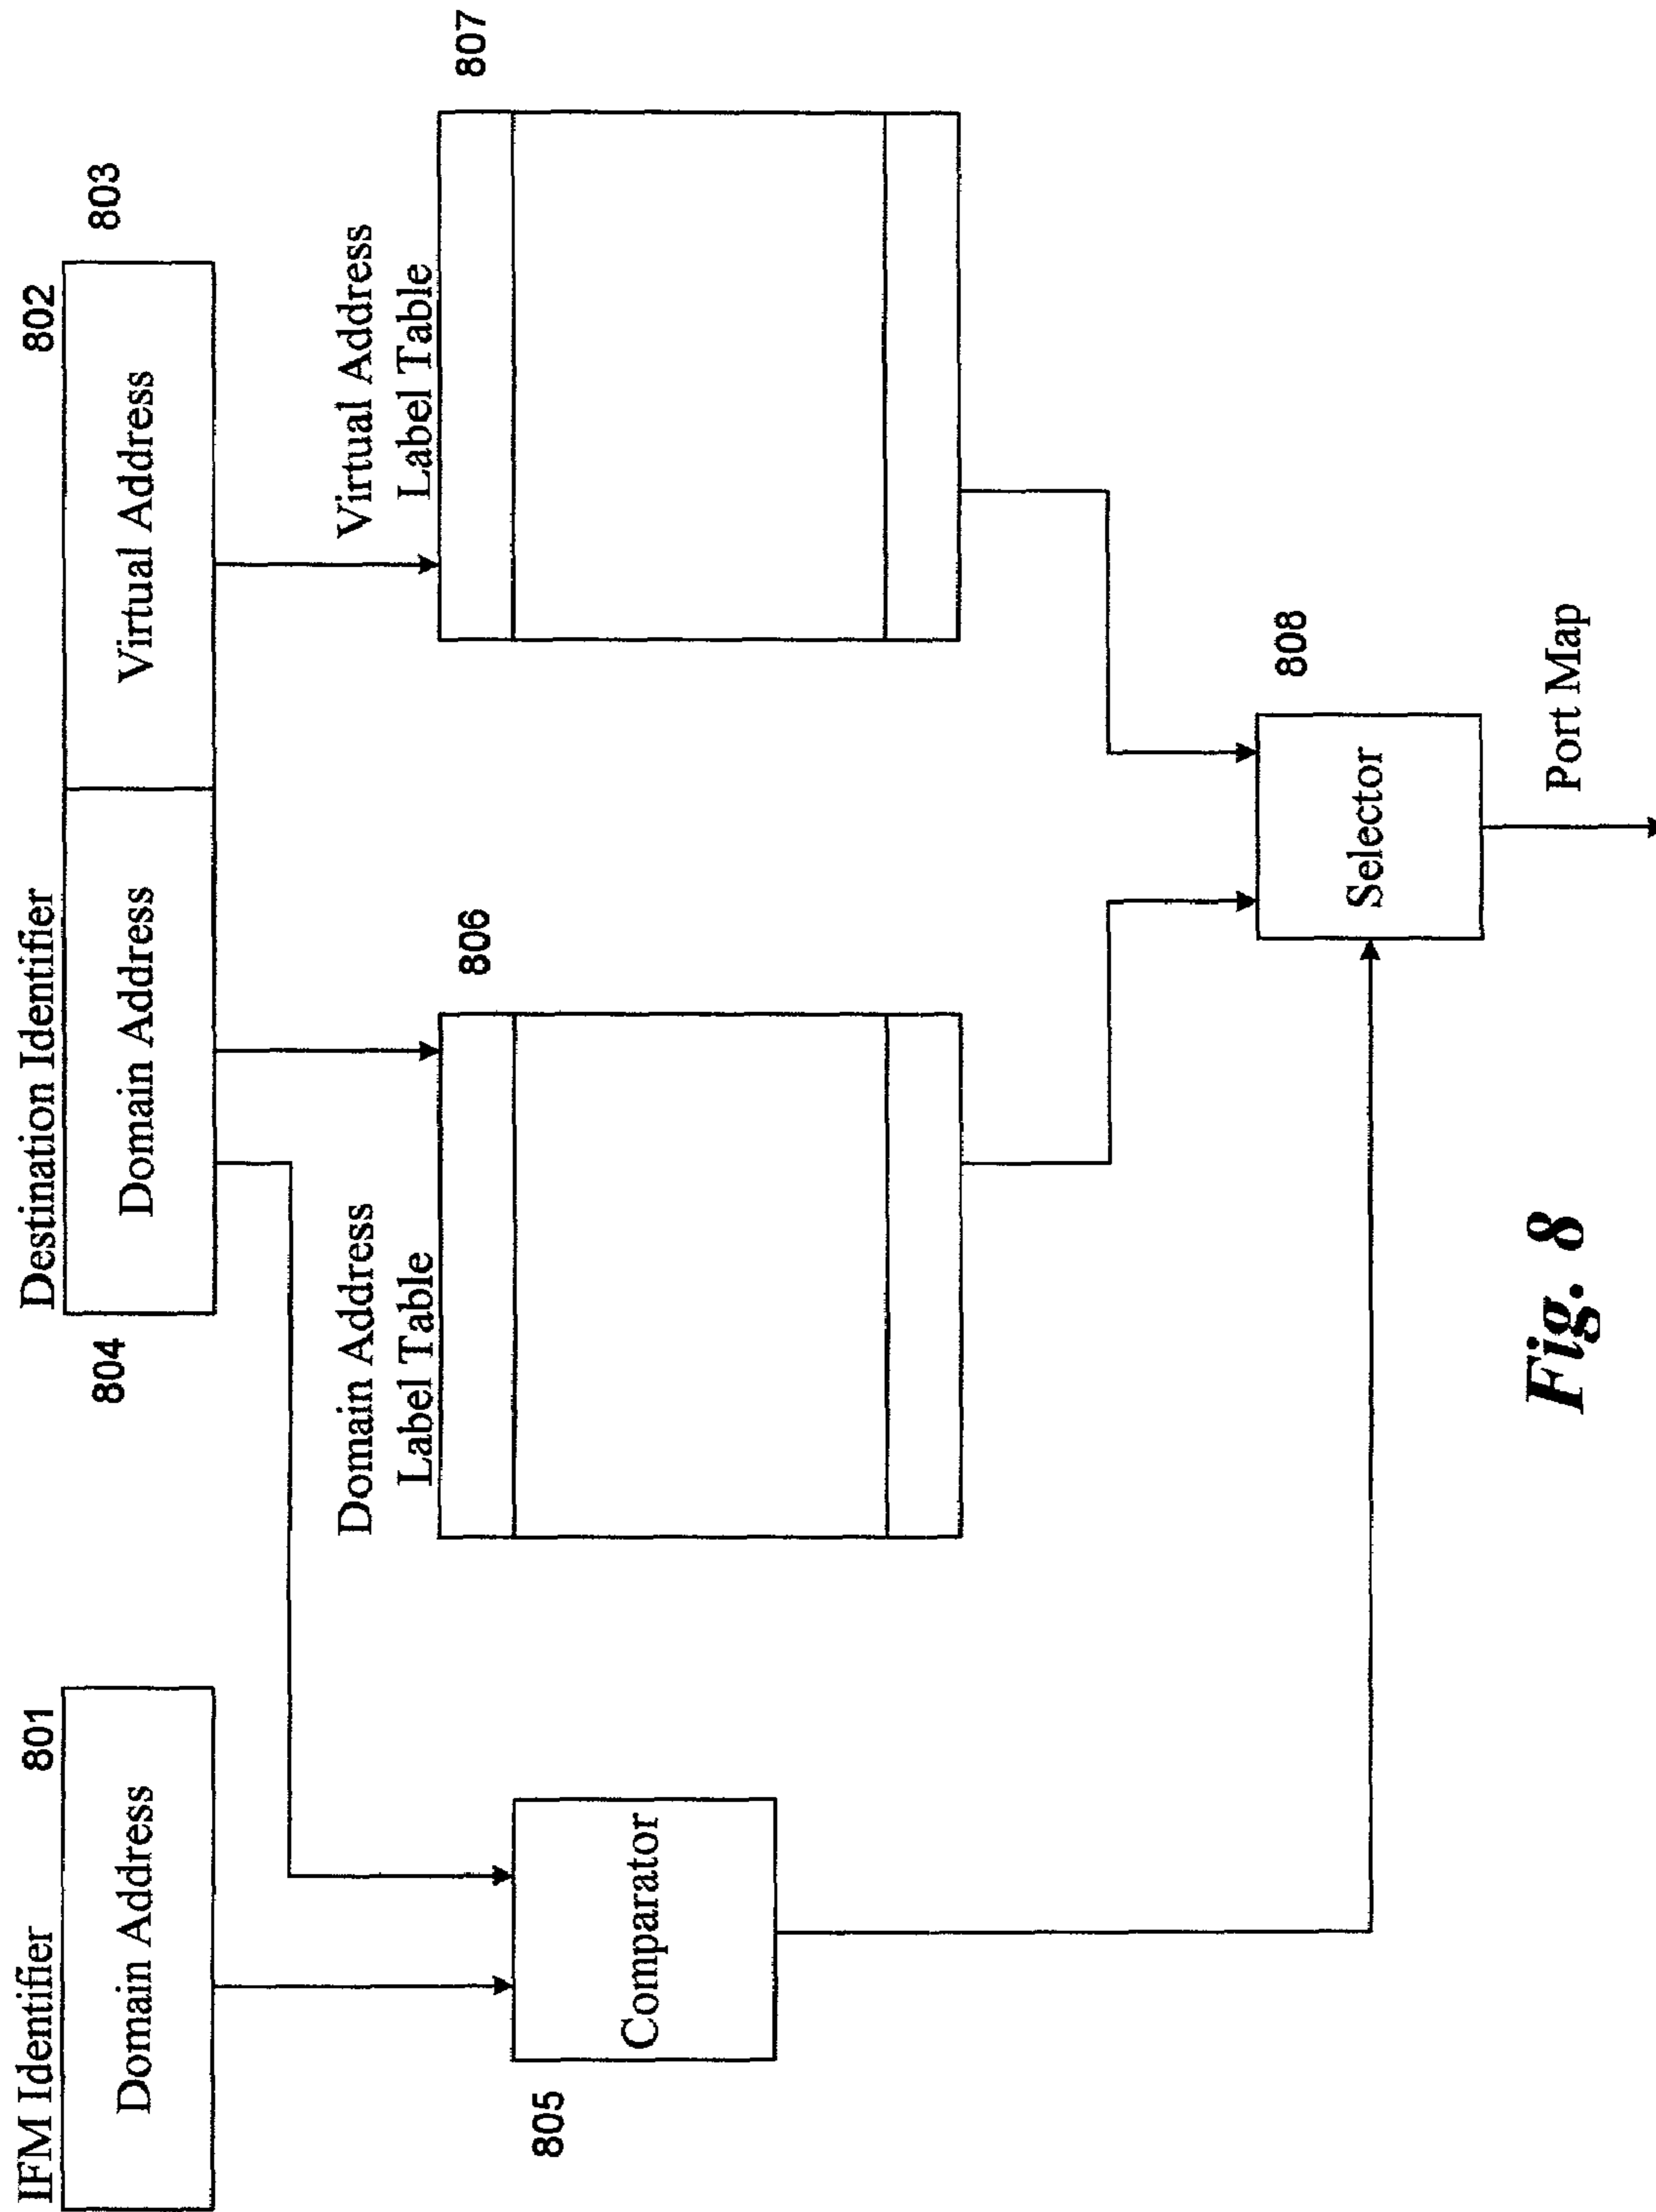 IFM Identifier
801
Domain Address
Destination Identifier
802
804
Domain Address
Virtual Address
803
Domain Address
Label Table
806
Virtual Address
Label Table
807
Comparator
805
Selector
808
Port Map
Fig. 8